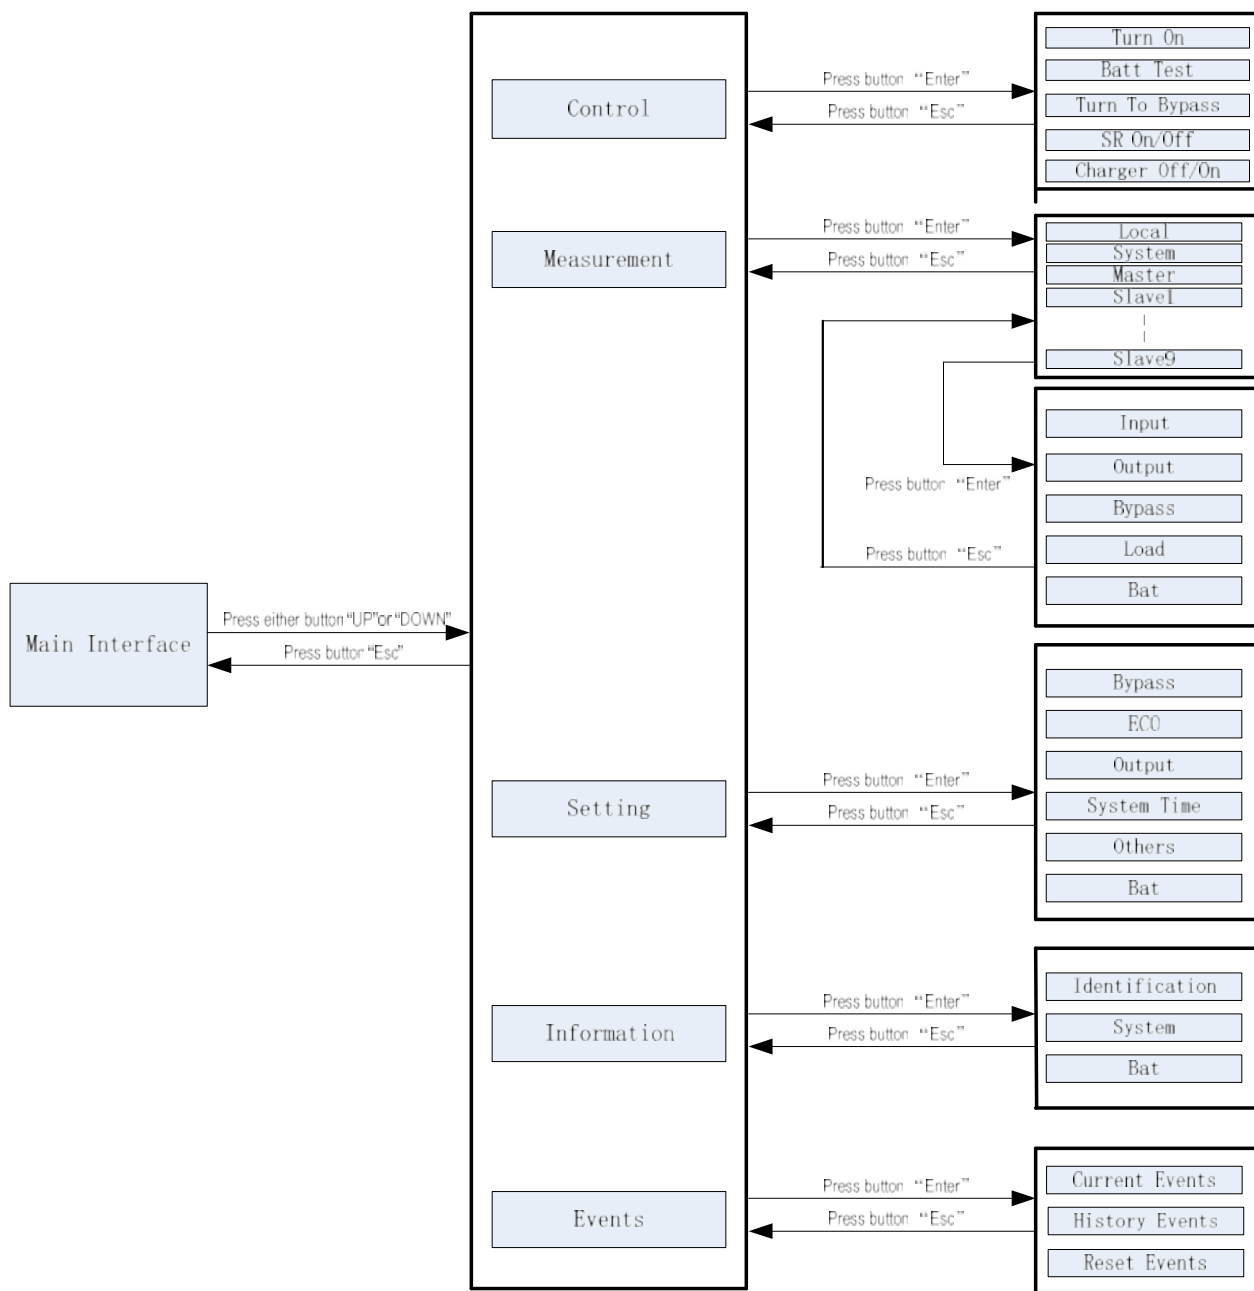 Main Interface
Press either button "UP"or "DOWN"
Press button "Esc"
Control
Press button "Enter"
Press button "Esc"
Turn On
Batt Test
Turn To Bypass
SR On/Off
Charger Off/On
Measurement
Press button "Enter"
Press button "Esc"
Local
System
Master
Slave1
Slave9
Press button "Enter"
Press button "Esc"
Input
Output
Bypass
Load
Bat
Setting
Press button "Enter"
Press button "Esc"
Bypass
ECO
Output
System Time
Others
Bat
Information
Press button "Enter"
Press button "Esc"
Identification
System
Bat
Events
Press button "Enter"
Press button "Esc"
Current Events
History Events
Reset Events